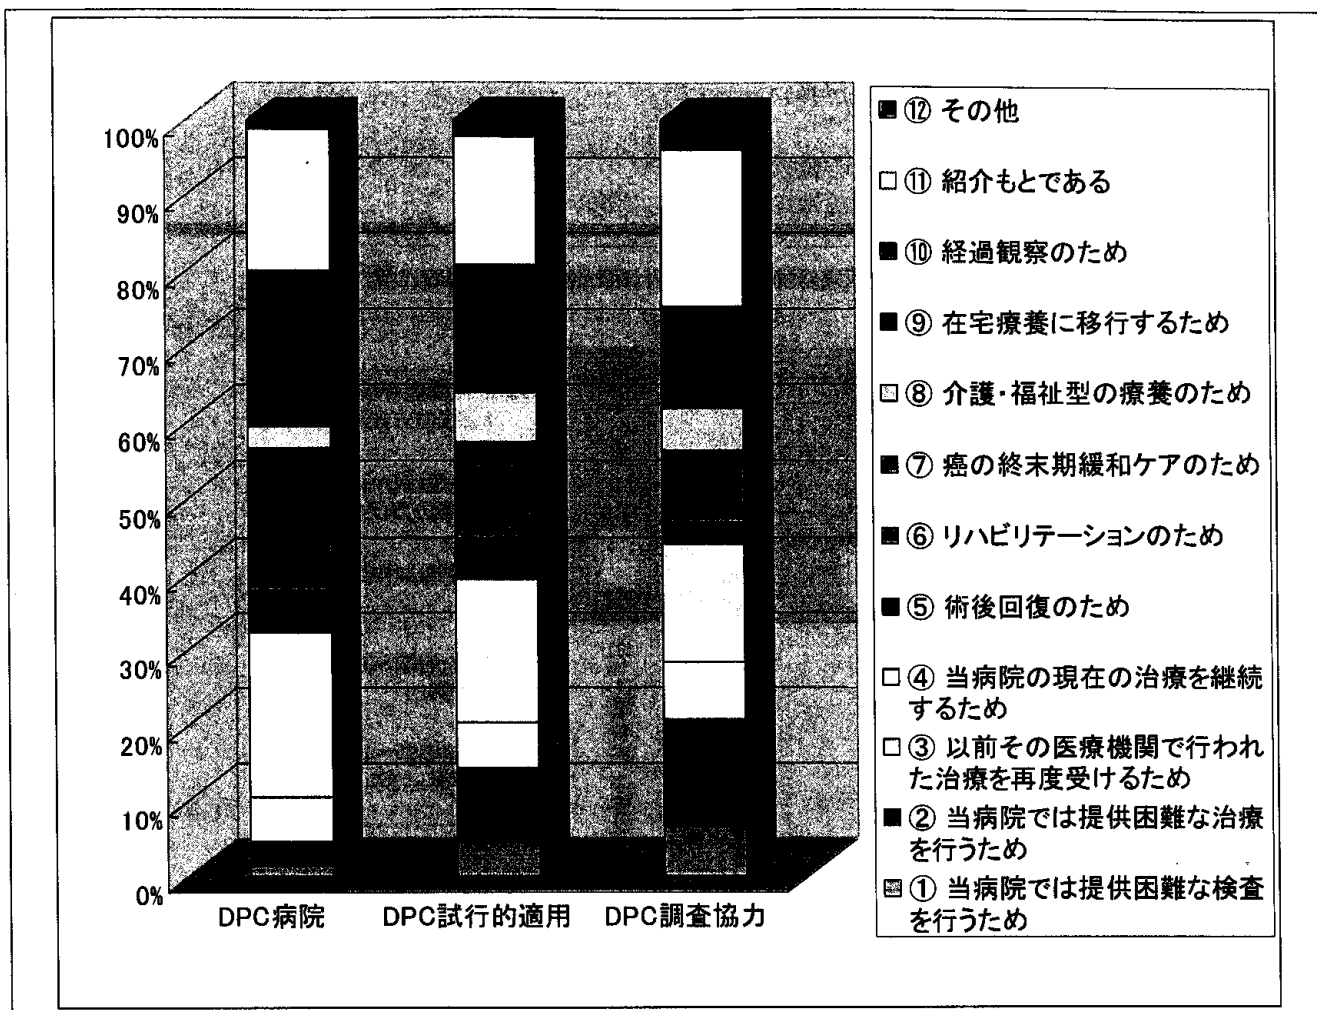 100%
90%
80%
70%
60%
50%
40%
30%
20%
10%
0%
DPC病院
DPC試行的適用
DPC調査協力
⑫ その他
⑪ 紹介もとである
⑩ 経過観察のため
⑨ 在宅療養に移行するため
⑧ 介護・福祉型の療養のため
⑦ 癌の終末期緩和ケアのため
⑥ リハビリテーションのため
⑤ 術後回復のため
④ 当病院の現在の治療を継続
するため
③ 以前その医療機関で行われ
た治療を再度受けるため
② 当病院では提供困難な治療
を行うため
① 当病院では提供困難な検査
を行うため